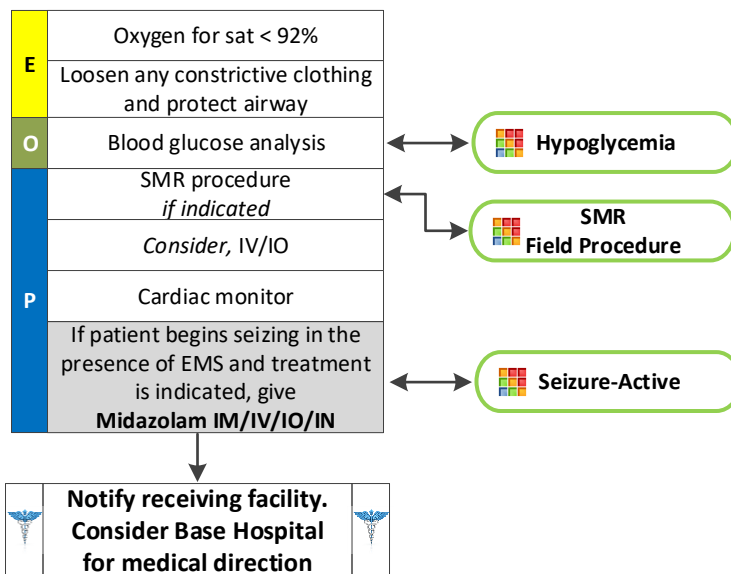 E
Oxygen for sat < 92%
Loosen any constrictive clothing
and protect airway
O
Blood glucose analysis
Hypoglycemia
P
SMR procedure
if indicated
SMR
Field Procedure
Consider, IV/IO
Cardiac monitor
If patient begins seizing in the
presence of EMS and treatment
is indicated, give
Midazolam IM/IV/IO/IN
Seizure-Active
Notify receiving facility.
Consider Base Hospital
for medical direction